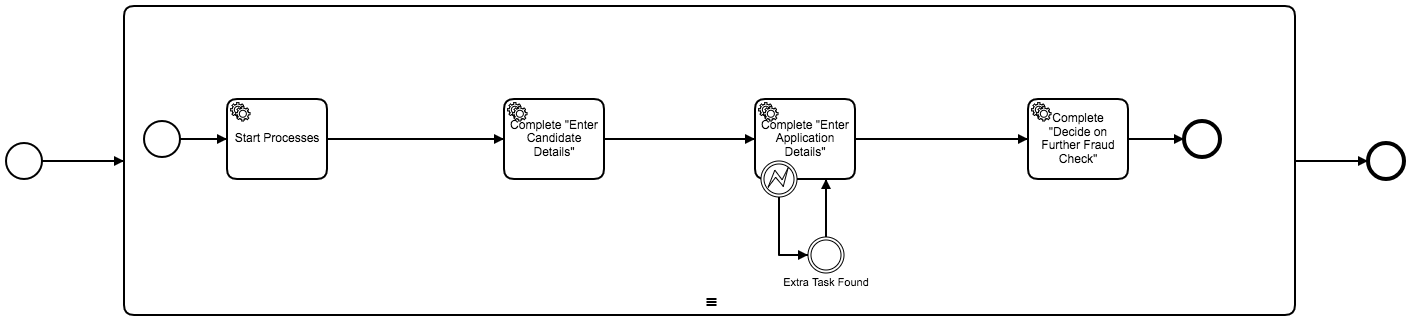 Start Processes
Complete "Enter
Candidate
Details"
Complete "Enter
Application
Details"
Complete
"Decide on
Further Fraud
Check"
Extra Task Found